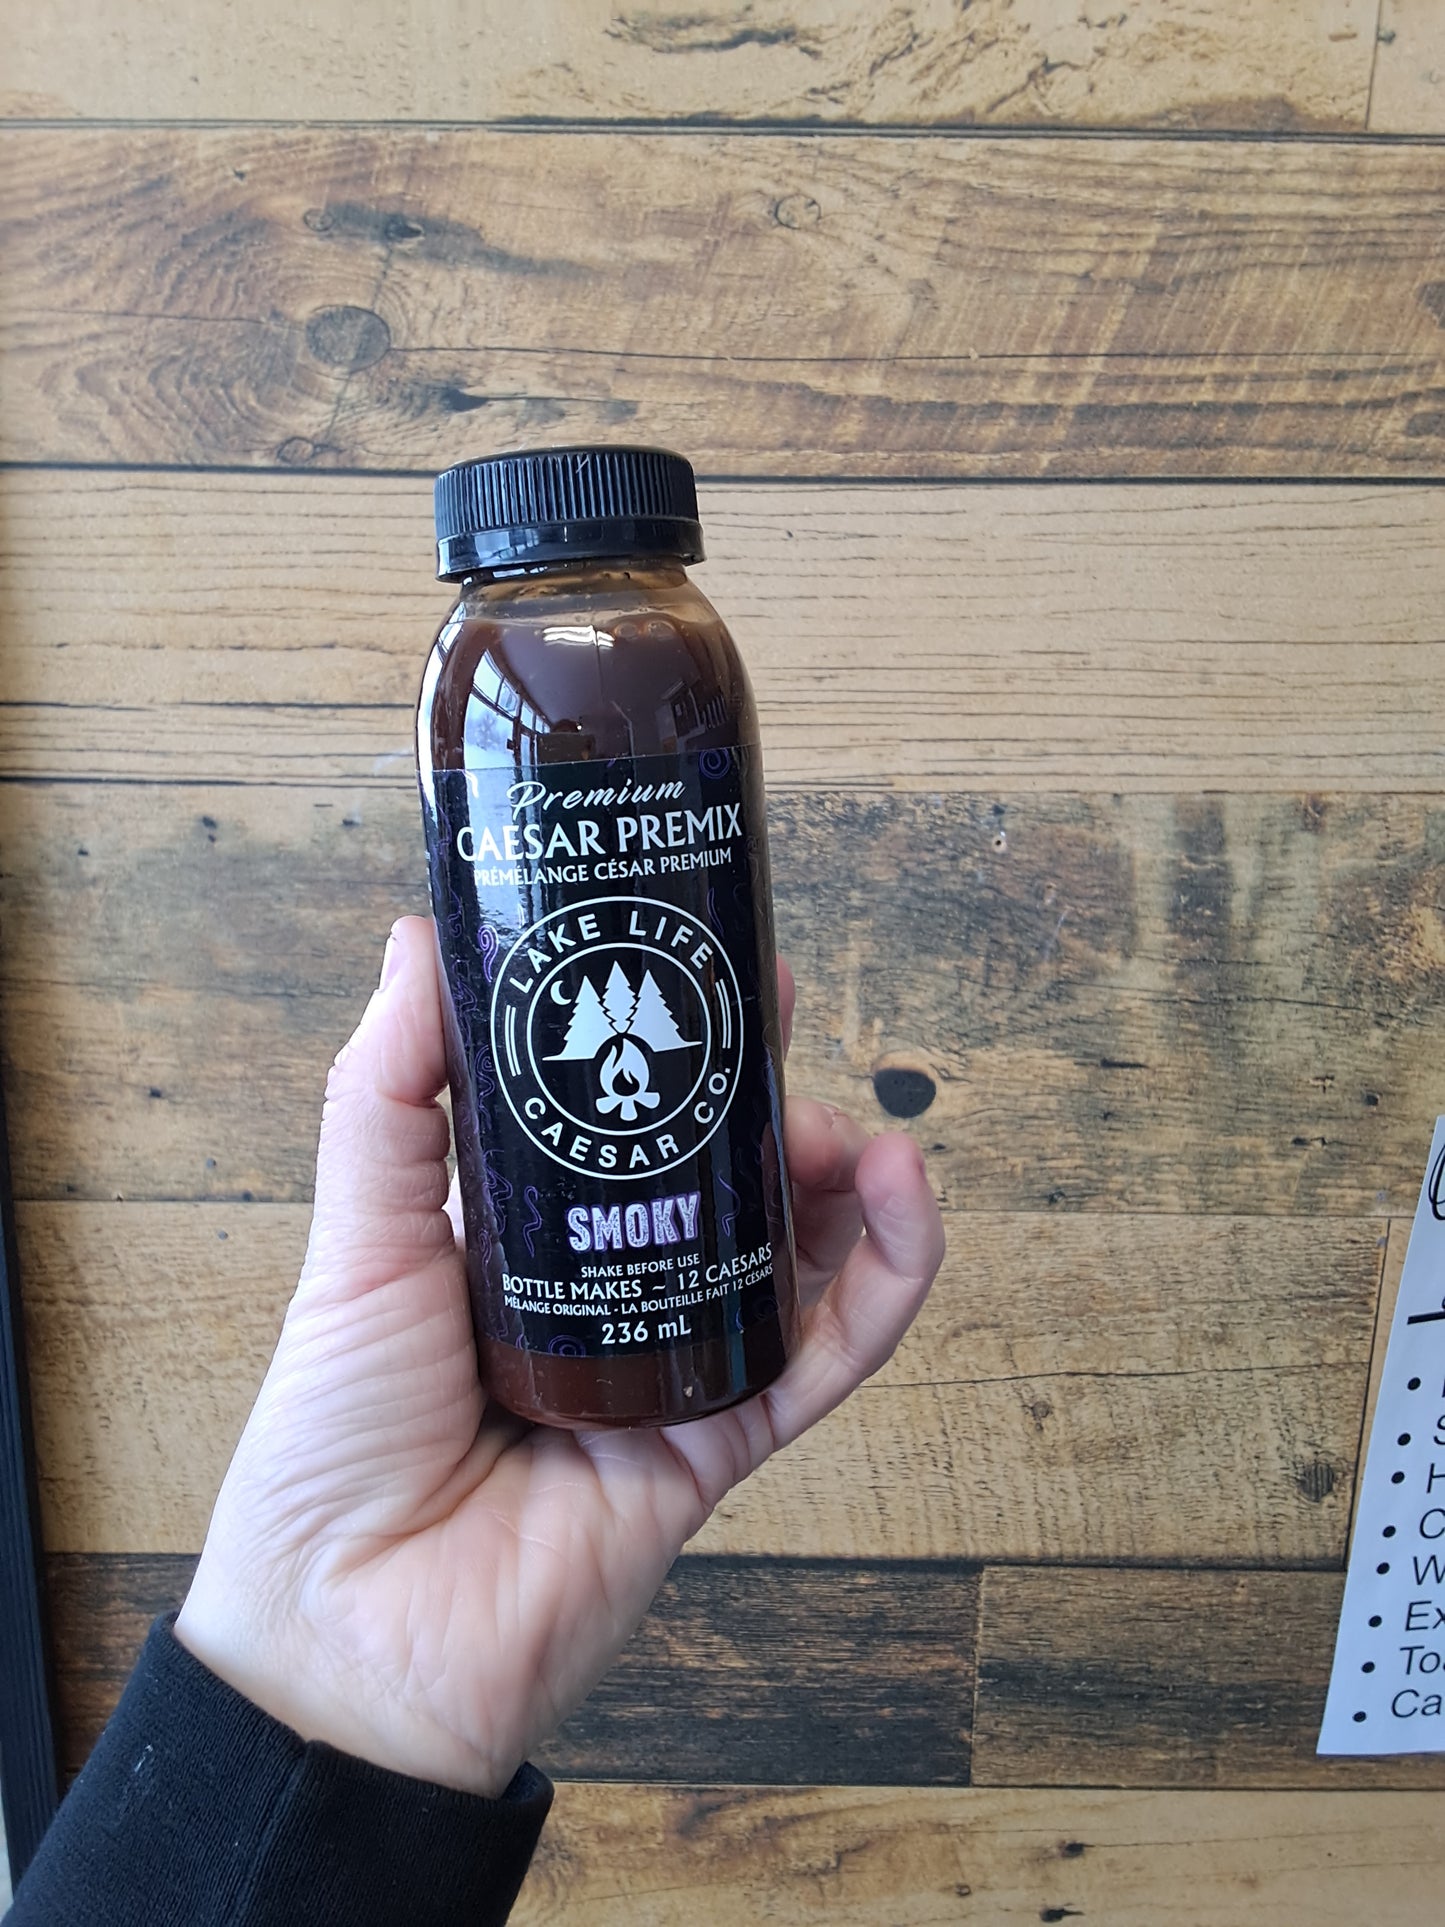 Premium
CAESAR PREMIX
PRÉMÉLANGE CÉSAR PREMIUM
LAKE LIFE
CAESAR CO.
SMOKY
SHAKE BEFORE USE
BOTTLE MAKES ~ 12 CAESARS
MÉLANGE ORIGINAL - LA BOUTEILLE FAIT 12 CÉSARS
236 mL